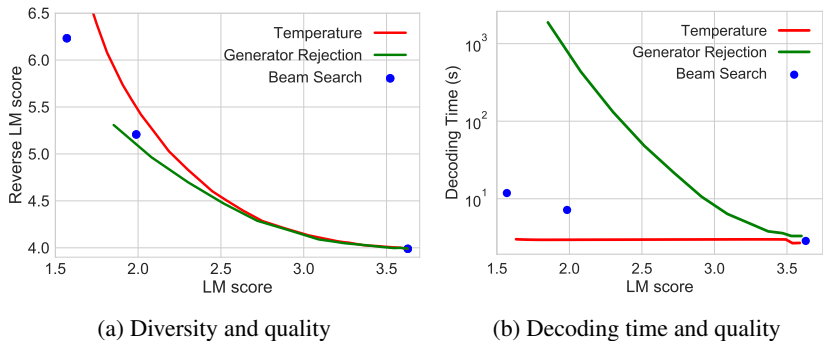 6.5
6.0
5.5
5.0
4.5
4.0
Reverse LM score
Temperature
Generator Rejection
Beam Search
1.5 2.0 2.5 3.0 3.5
LM score
(a) Diversity and quality
10^3
10^2
10^1
Decoding Time (s)
Temperature
Generator Rejection
Beam Search
1.5 2.0 2.5 3.0 3.5
LM score
(b) Decoding time and quality